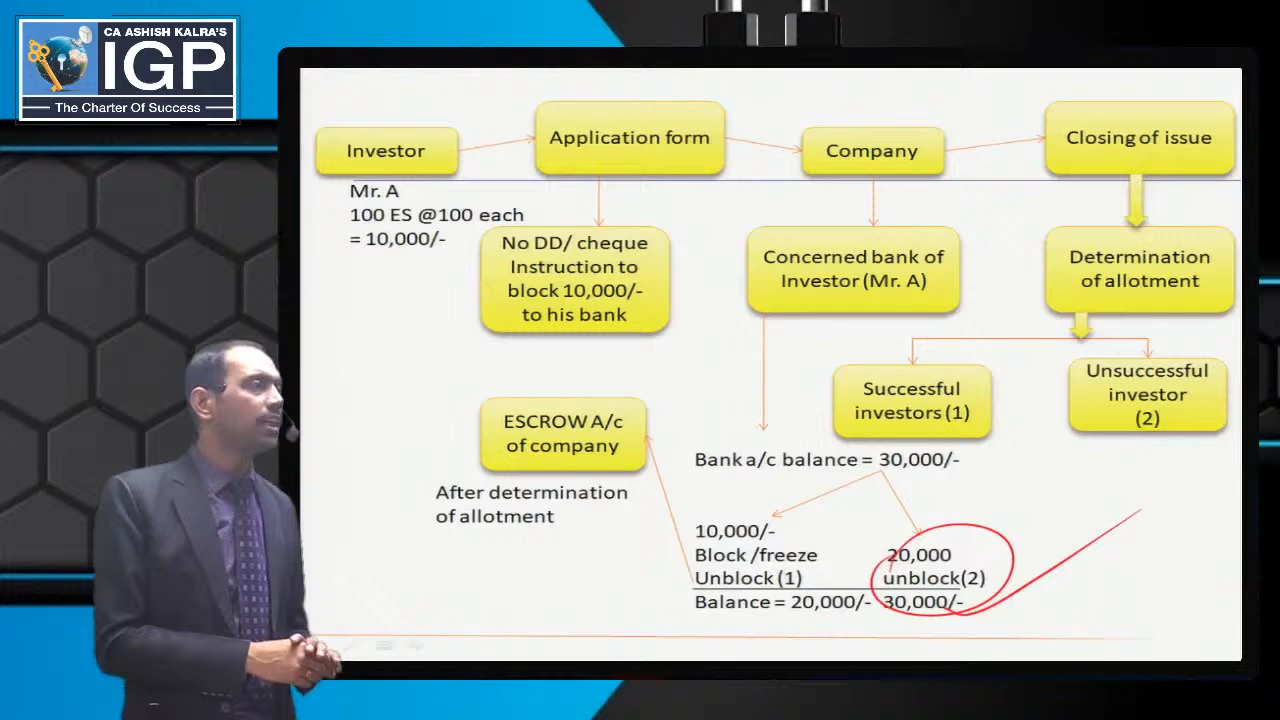 CA ASHISH KALRA'S
IGP
The Charter Of Success
Investor
Application form
Company
Closing of issue
Mr. A
100 ES @100 each
= 10,000/-
No DD/ cheque
Instruction to
block 10,000/-
to his bank
Concerned bank of
Investor (Mr. A)
Determination
of allotment
Successful
investors (1)
Unsuccessful
investor
(2)
ESCROW A/c
of company
After determination
of allotment
Bank a/c balance = 30,000/-
10,000/-
Block /freeze
Unblock (1)
Balance = 20,000/-
20,000
unblock(2)
30,000/-